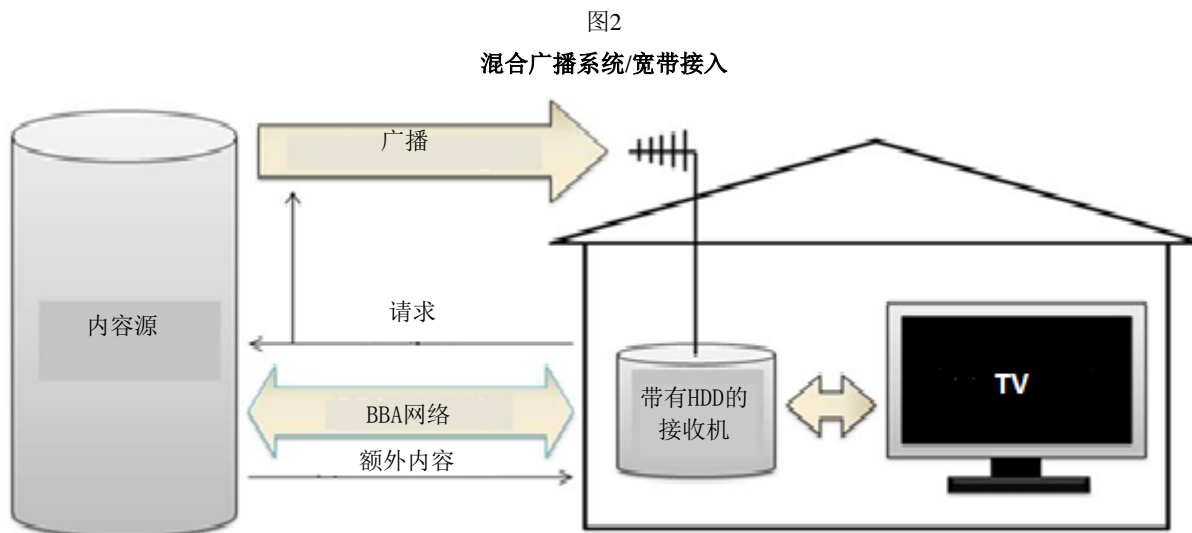 图2
混合广播系统/宽带接入
广播
请求
内容源
BBA网络
带有HDD的
接收机
TV
额外内容